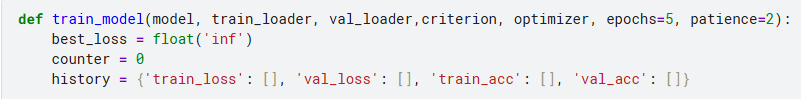 def train_model(model, train_loader, val_loader,criterion, optimizer, epochs=5, patience=2):
    best_loss = float('inf')
    counter = 0
    history = {'train_loss': [], 'val_loss': [], 'train_acc': [], 'val_acc': []}